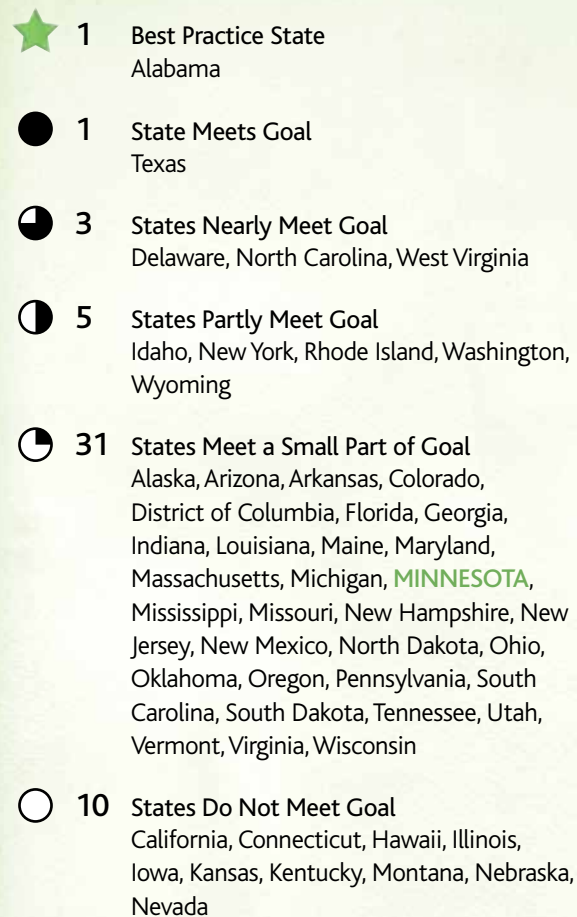 1 Best Practice State
Alabama
1 State Meets Goal
Texas
3 States Nearly Meet Goal
Delaware, North Carolina, West Virginia
5 States Partly Meet Goal
Idaho, New York, Rhode Island, Washington,
Wyoming
31 States Meet a Small Part of Goal
Alaska, Arizona, Arkansas, Colorado,
District of Columbia, Florida, Georgia,
Indiana, Louisiana, Maine, Maryland,
Massachusetts, Michigan, MINNESOTA,
Mississippi, Missouri, New Hampshire, New
Jersey, New Mexico, North Dakota, Ohio,
Oklahoma, Oregon, Pennsylvania, South
Carolina, South Dakota, Tennessee, Utah,
Vermont, Virginia, Wisconsin
10 States Do Not Meet Goal
California, Connecticut, Hawaii, Illinois,
Iowa, Kansas, Kentucky, Montana, Nebraska,
Nevada